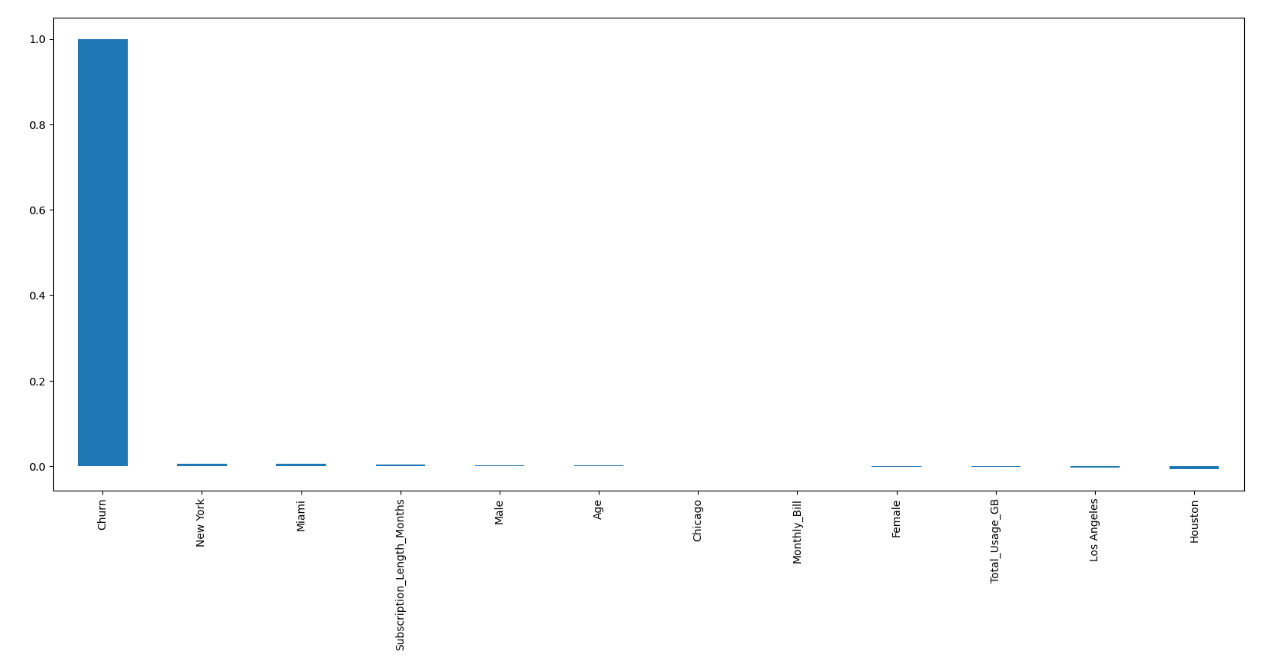 1.0
0.8
0.6
0.4
0.2
0.0
Churn
New York
Miami
Subscription_Length_Months
Male
Age
Chicago
Monthly_Bill
Female
Total_Usage_GB
Los Angeles
Houston